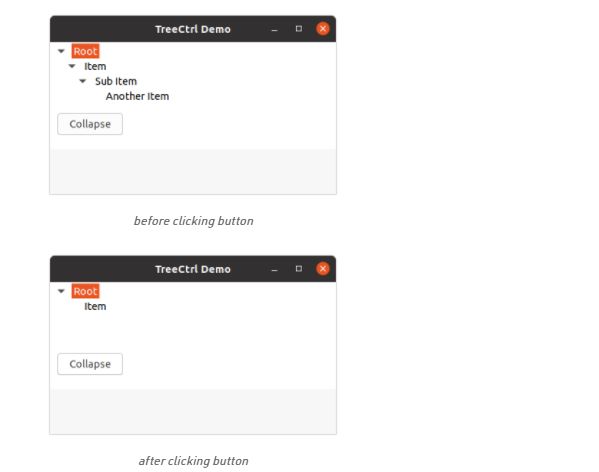 TreeCtrl Demo
Root
Item
Sub Item
Another Item
Collapse
before clicking button
TreeCtrl Demo
Root
Item
Collapse
after clicking button